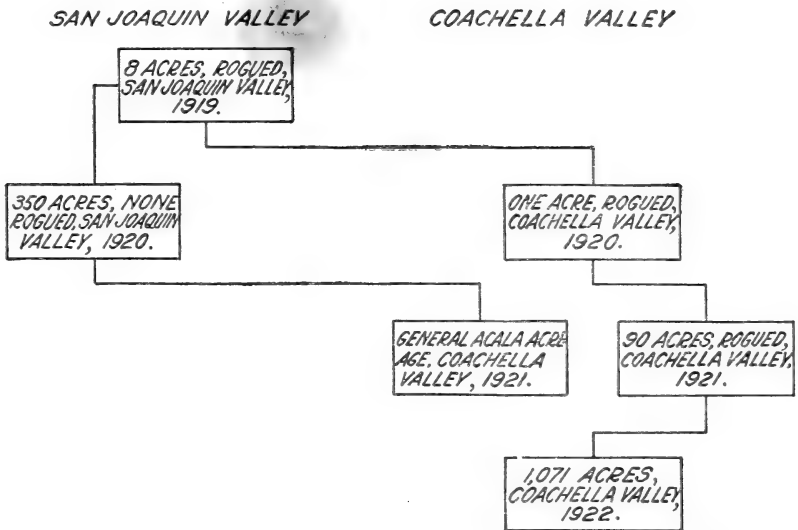 SAN JOAQUIN VALLEY
COACHELLA VALLEY
8 ACRES, ROGUED,
SAN JOAQUIN VALLEY,
1919.
350 ACRES, NONE
ROGUED, SAN JOAQUIN
VALLEY, 1920.
ONE ACRE, ROGUED,
COACHELLA VALLEY,
1920.
GENERAL ACALA ACRE-
AGE, COACHELLA
VALLEY, 1921.
90 ACRES, ROGUED,
COACHELLA VALLEY,
1921.
1,071 ACRES,
COACHELLA VALLEY,
1922.